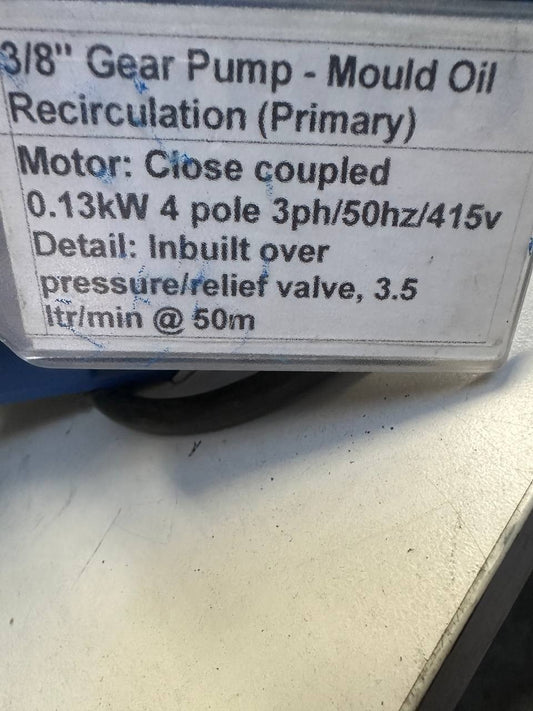 3/8" Gear Pump - Mould Oil
Recirculation (Primary)
Motor: Close coupled
0.13kW 4 pole 3ph/50hz/415v
Detail: Inbuilt over
pressure/relief valve, 3.5
ltr/min @ 50m